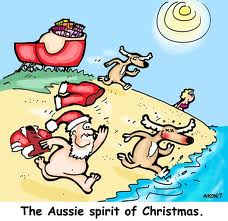 The Aussie spirit of Christmas.